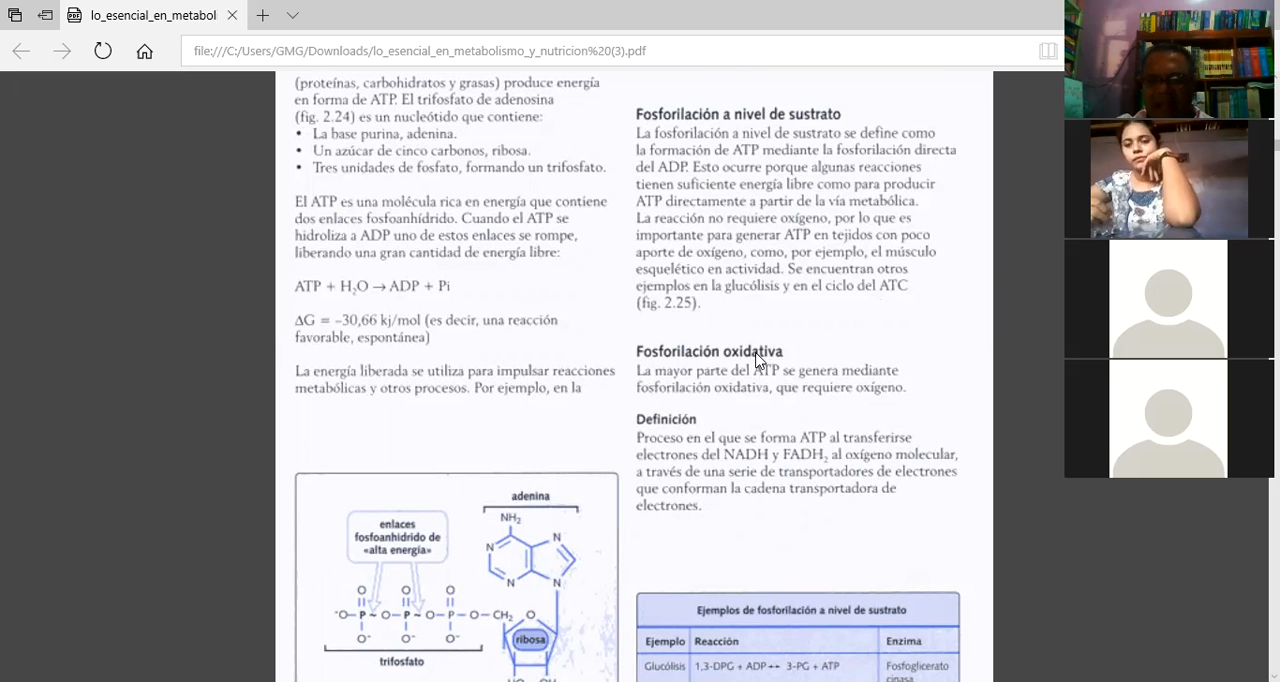 lo_esencial_en_metabol
file:///C:/Users/GMG/Downloads/lo_esencial_en_metabolismo_y_nutricion%20(3).pdf
(proteínas, carbohidratos y grasas) produce energía
en forma de ATP. El trifosfato de adenosina
(fig. 2.24) es un nucleótido que contiene:
• La base purina, adenina.
• Un azúcar de cinco carbonos, ribosa.
• Tres unidades de fosfato, formando un trifosfato.
El ATP es una molécula rica en energía que contiene
dos enlaces fosfoanhídrido. Cuando el ATP se
hidroliza a ADP uno de estos enlaces se rompe,
liberando una gran cantidad de energía libre:
ATP + H₂O → ADP + Pi
ΔG = –30,66 kj/mol (es decir, una reacción
favorable, espontánea)
La energía liberada se utiliza para impulsar reacciones
metabólicas y otros procesos. Por ejemplo, en la
adenina
enlaces
fosfoanhídrido de
«alta energía»
NH₂
N
N
N
N
O O O
⁻O–P~O–P~O–P–O–CH₂ O
O⁻ O⁻ O⁻
ribosa
trifosfato
HO OH
Fosforilación a nivel de sustrato
La fosforilación a nivel de sustrato se define como
la formación de ATP mediante la fosforilación directa
del ADP. Esto ocurre porque algunas reacciones
tienen suficiente energía libre como para producir
ATP directamente a partir de la vía metabólica.
La reacción no requiere oxígeno, por lo que es
importante para generar ATP en tejidos con poco
aporte de oxígeno, como, por ejemplo, el músculo
esquelético en actividad. Se encuentran otros
ejemplos en la glucólisis y en el ciclo del ATC
(fig. 2.25).
Fosforilación oxidativa
La mayor parte del ATP se genera mediante
fosforilación oxidativa, que requiere oxígeno.
Definición
Proceso en el que se forma ATP al transferirse
electrones del NADH y FADH₂ al oxígeno molecular,
a través de una serie de transportadores de electrones
que conforman la cadena transportadora de
electrones.
Ejemplos de fosforilación a nivel de sustrato
Ejemplo Reacción Enzima
Glucólisis 1,3-DPG + ADP ↔ 3-PG + ATP Fosfoglicerato
cinasa